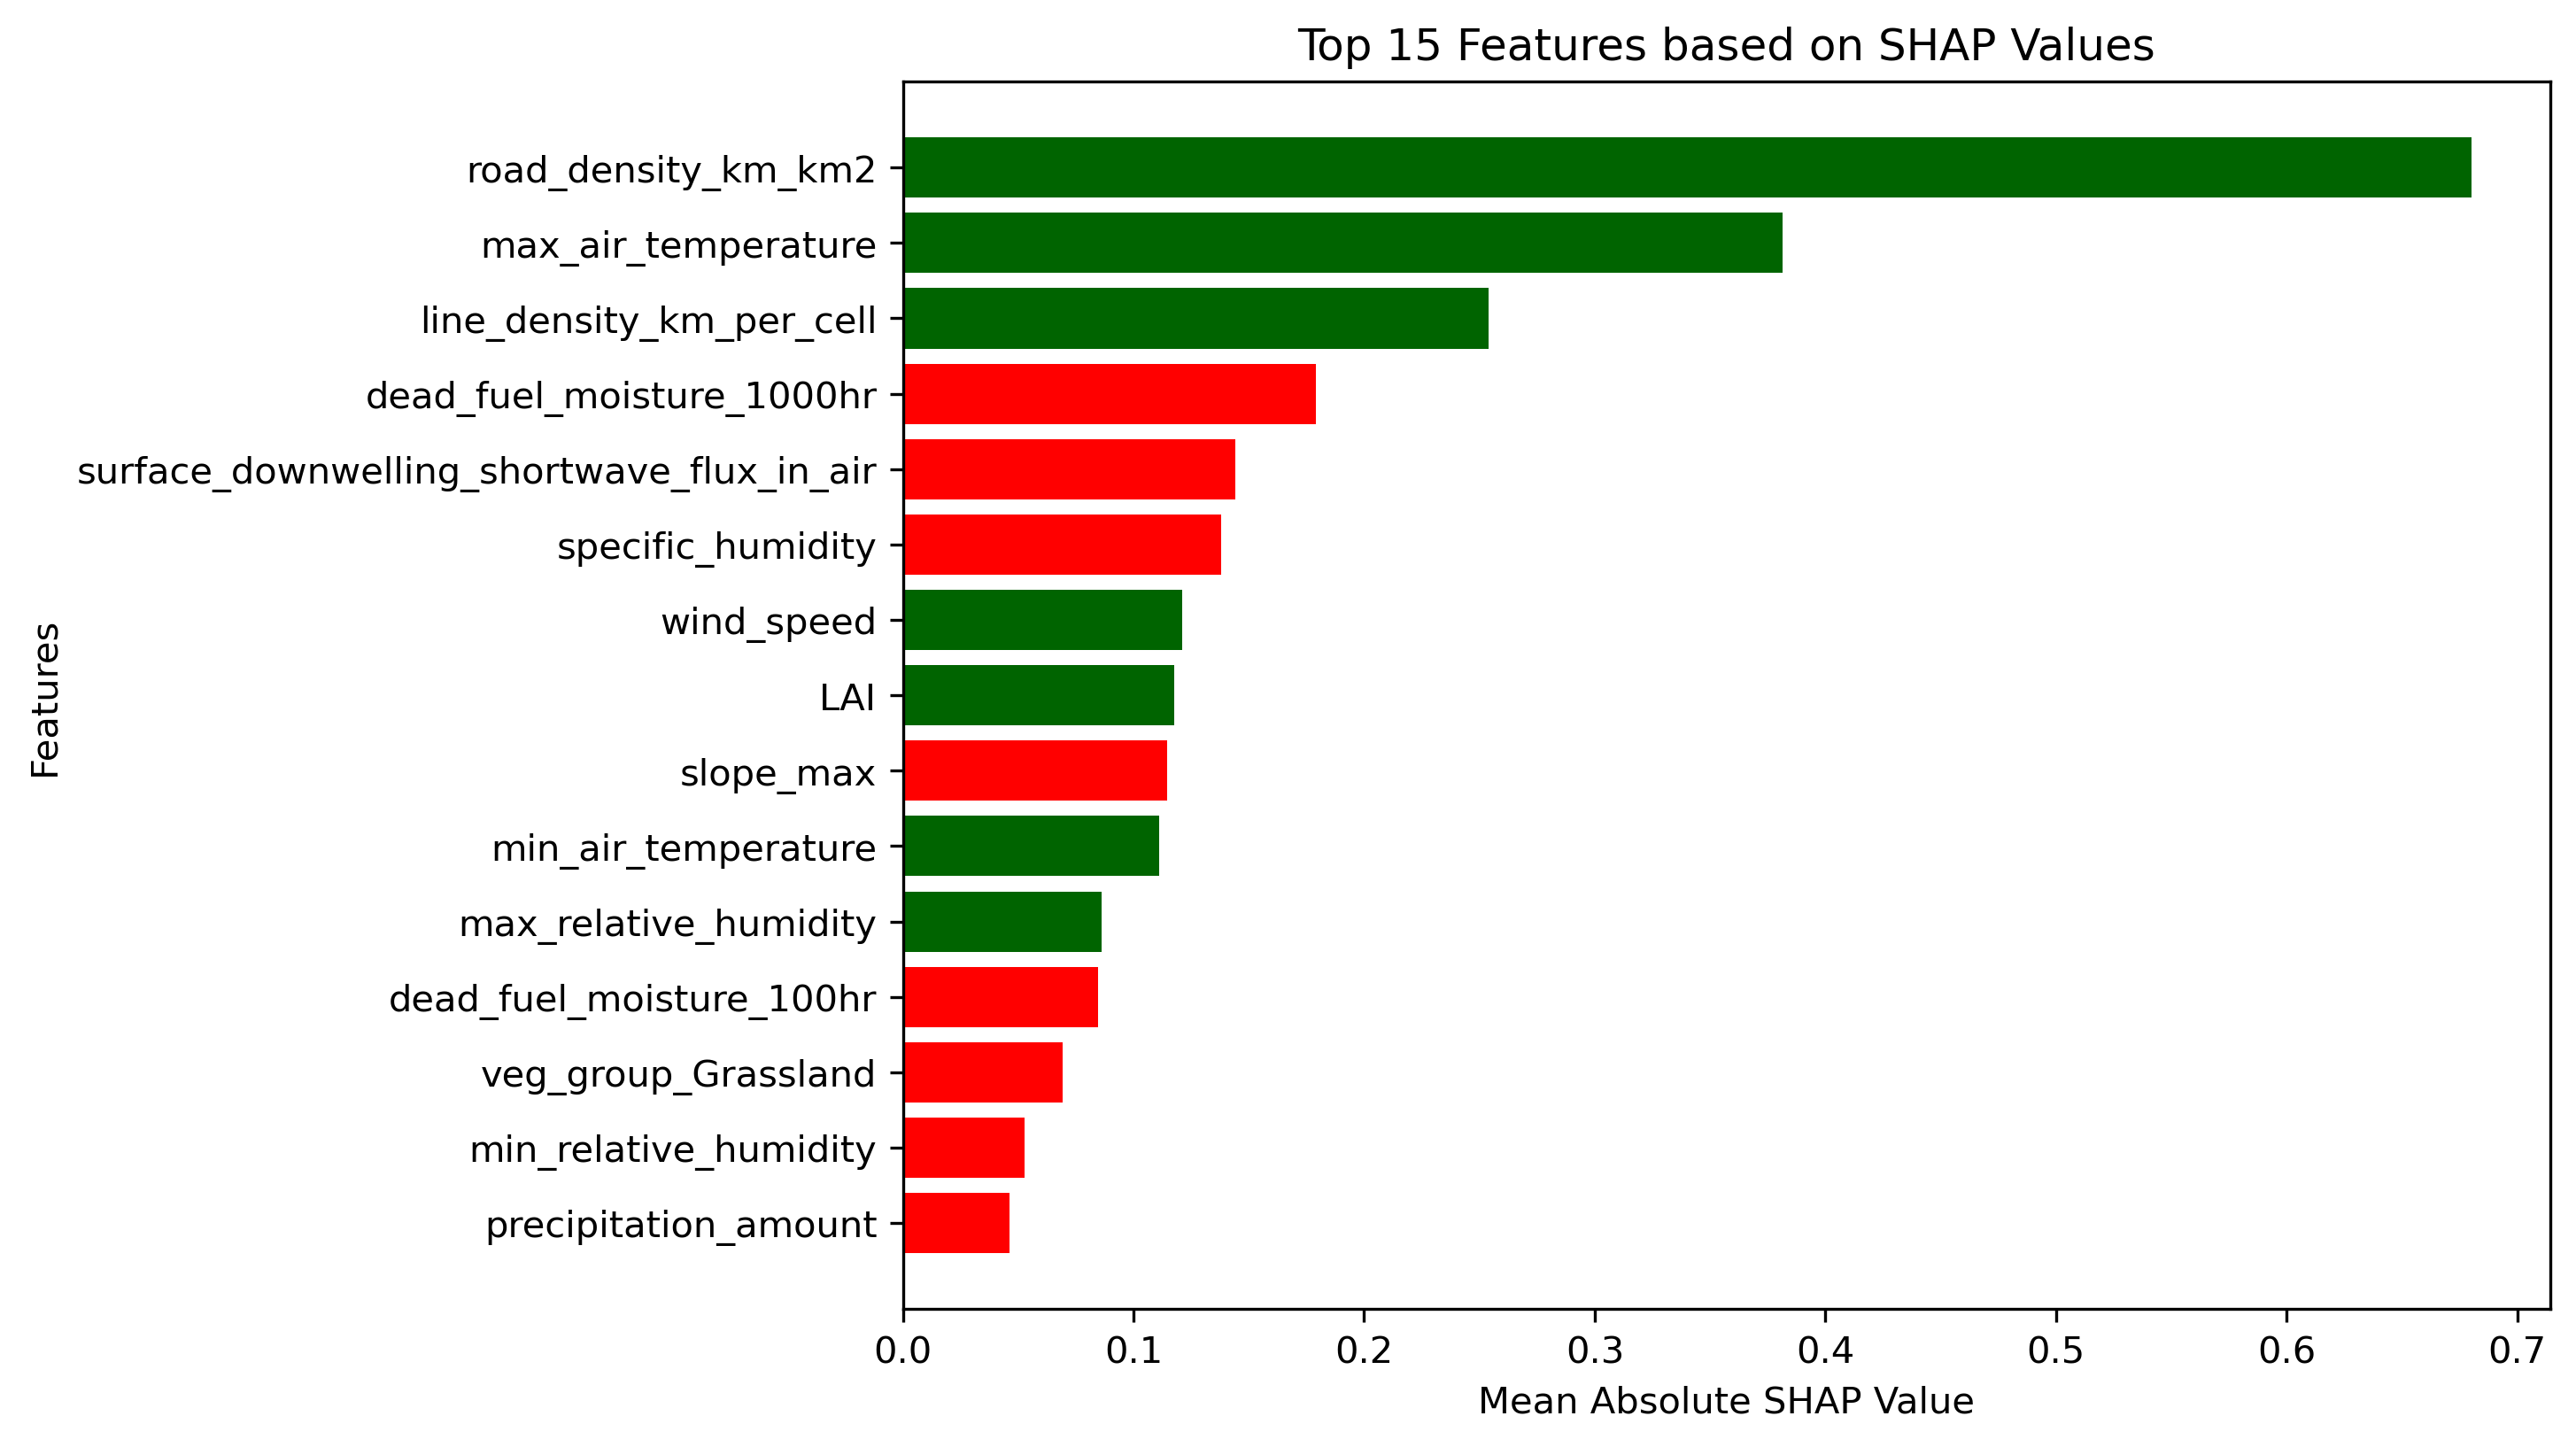 Top 15 Features based on SHAP Values
road_density_km_km2
max_air_temperature
line_density_km_per_cell
dead_fuel_moisture_1000hr
surface_downwelling_shortwave_flux_in_air
specific_humidity
wind_speed
LAI
slope_max
min_air_temperature
max_relative_humidity
dead_fuel_moisture_100hr
veg_group_Grassland
min_relative_humidity
precipitation_amount
Features
0.0 0.1 0.2 0.3 0.4 0.5 0.6 0.7
Mean Absolute SHAP Value